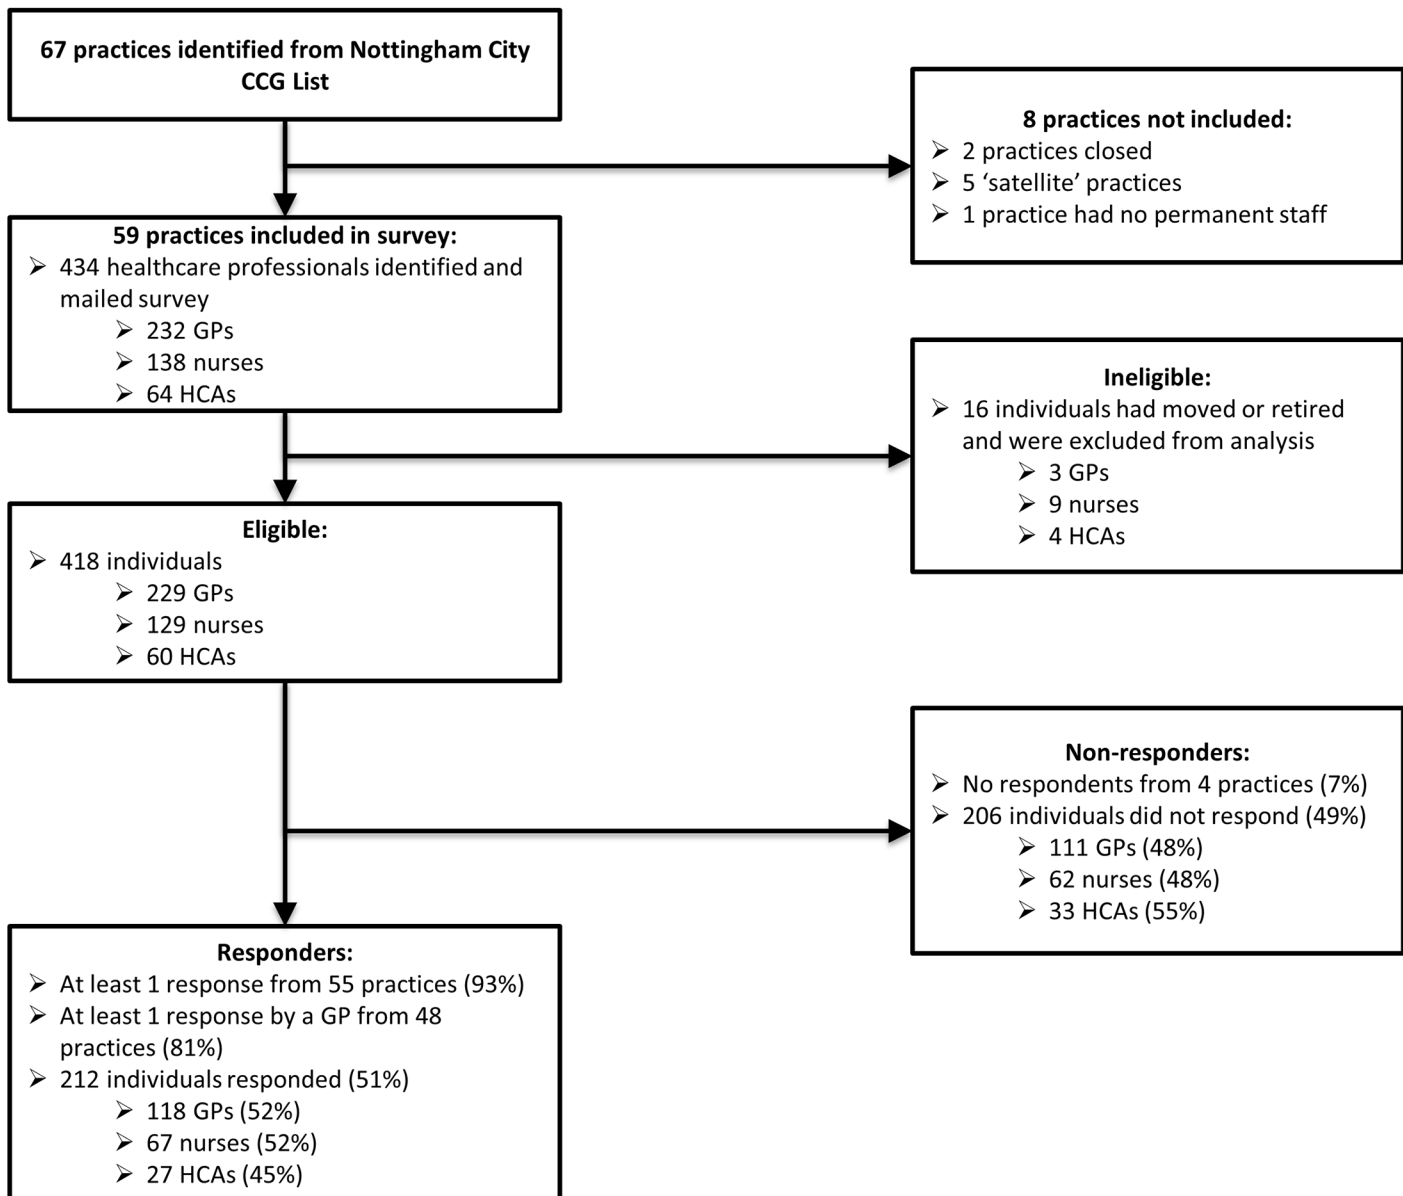 67 practices identified from Nottingham City
CCG List
8 practices not included:
➢ 2 practices closed
➢ 5 ‘satellite’ practices
➢ 1 practice had no permanent staff
59 practices included in survey:
➢ 434 healthcare professionals identified and
mailed survey
➢ 232 GPs
➢ 138 nurses
➢ 64 HCAs
Ineligible:
➢ 16 individuals had moved or retired
and were excluded from analysis
➢ 3 GPs
➢ 9 nurses
➢ 4 HCAs
Eligible:
➢ 418 individuals
➢ 229 GPs
➢ 129 nurses
➢ 60 HCAs
Non-responders:
➢ No respondents from 4 practices (7%)
➢ 206 individuals did not respond (49%)
➢ 111 GPs (48%)
➢ 62 nurses (48%)
➢ 33 HCAs (55%)
Responders:
➢ At least 1 response from 55 practices (93%)
➢ At least 1 response by a GP from 48
practices (81%)
➢ 212 individuals responded (51%)
➢ 118 GPs (52%)
➢ 67 nurses (52%)
➢ 27 HCAs (45%)